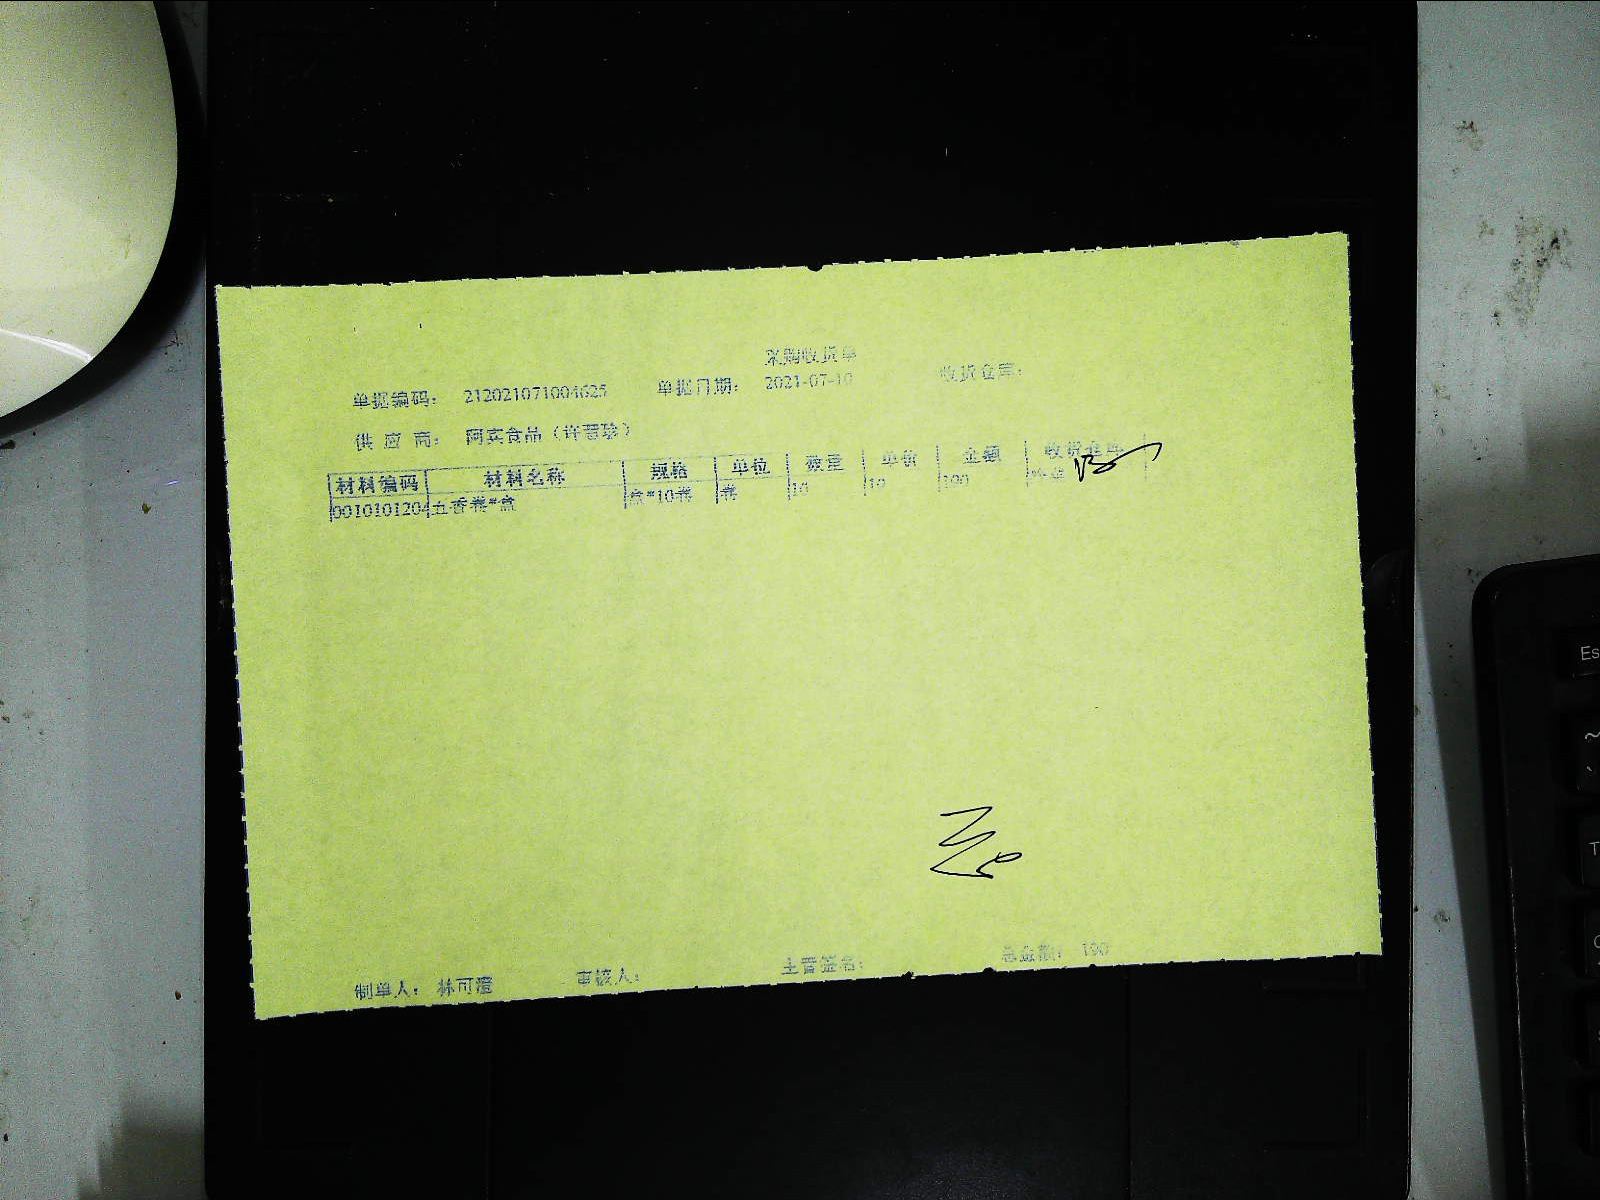 采购收货单
单据编码： 212021071004625 单据日期： 2021-07-10 收货仓库：
供 应 商： 阿宾食品（许蓉珍）
材料编码 材料名称 规格 单位 数量 单价 金额 收货仓库
0010101204 五香卷*盒 盒*10卷 卷 10 10 100
制单人： 林可澄 审核人： 主管签名： 总金额： 100
Es